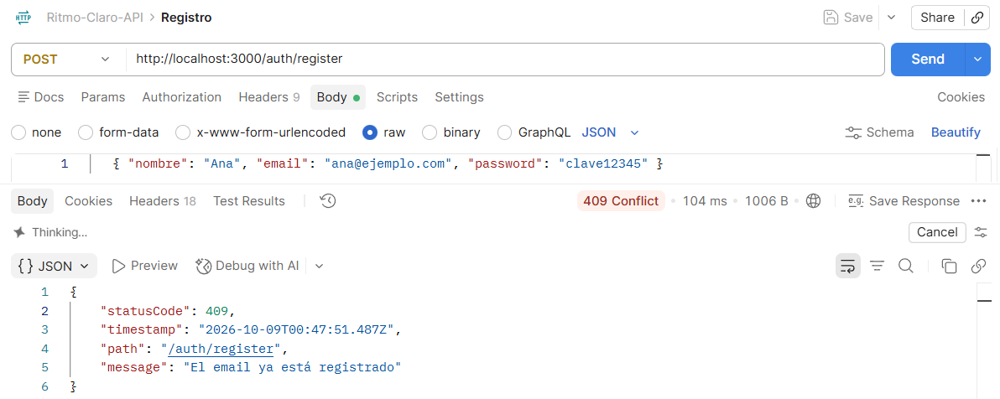 HTTP Ritmo-Claro-API > Registro Save Share
POST http://localhost:3000/auth/register Send
Docs Params Authorization Headers 9 Body Scripts Settings Cookies
none form-data x-www-form-urlencoded raw binary GraphQL JSON Schema Beautify
1 { "nombre": "Ana", "email": "ana@ejemplo.com", "password": "clave12345" }
Body Cookies Headers 18 Test Results 409 Conflict • 104 ms • 1006 B • e.g. Save Response
Thinking... Cancel
{} JSON Preview Debug with AI
1 {
2 "statusCode": 409,
3 "timestamp": "2026-10-09T00:47:51.487Z",
4 "path": "/auth/register",
5 "message": "El email ya está registrado"
6 }